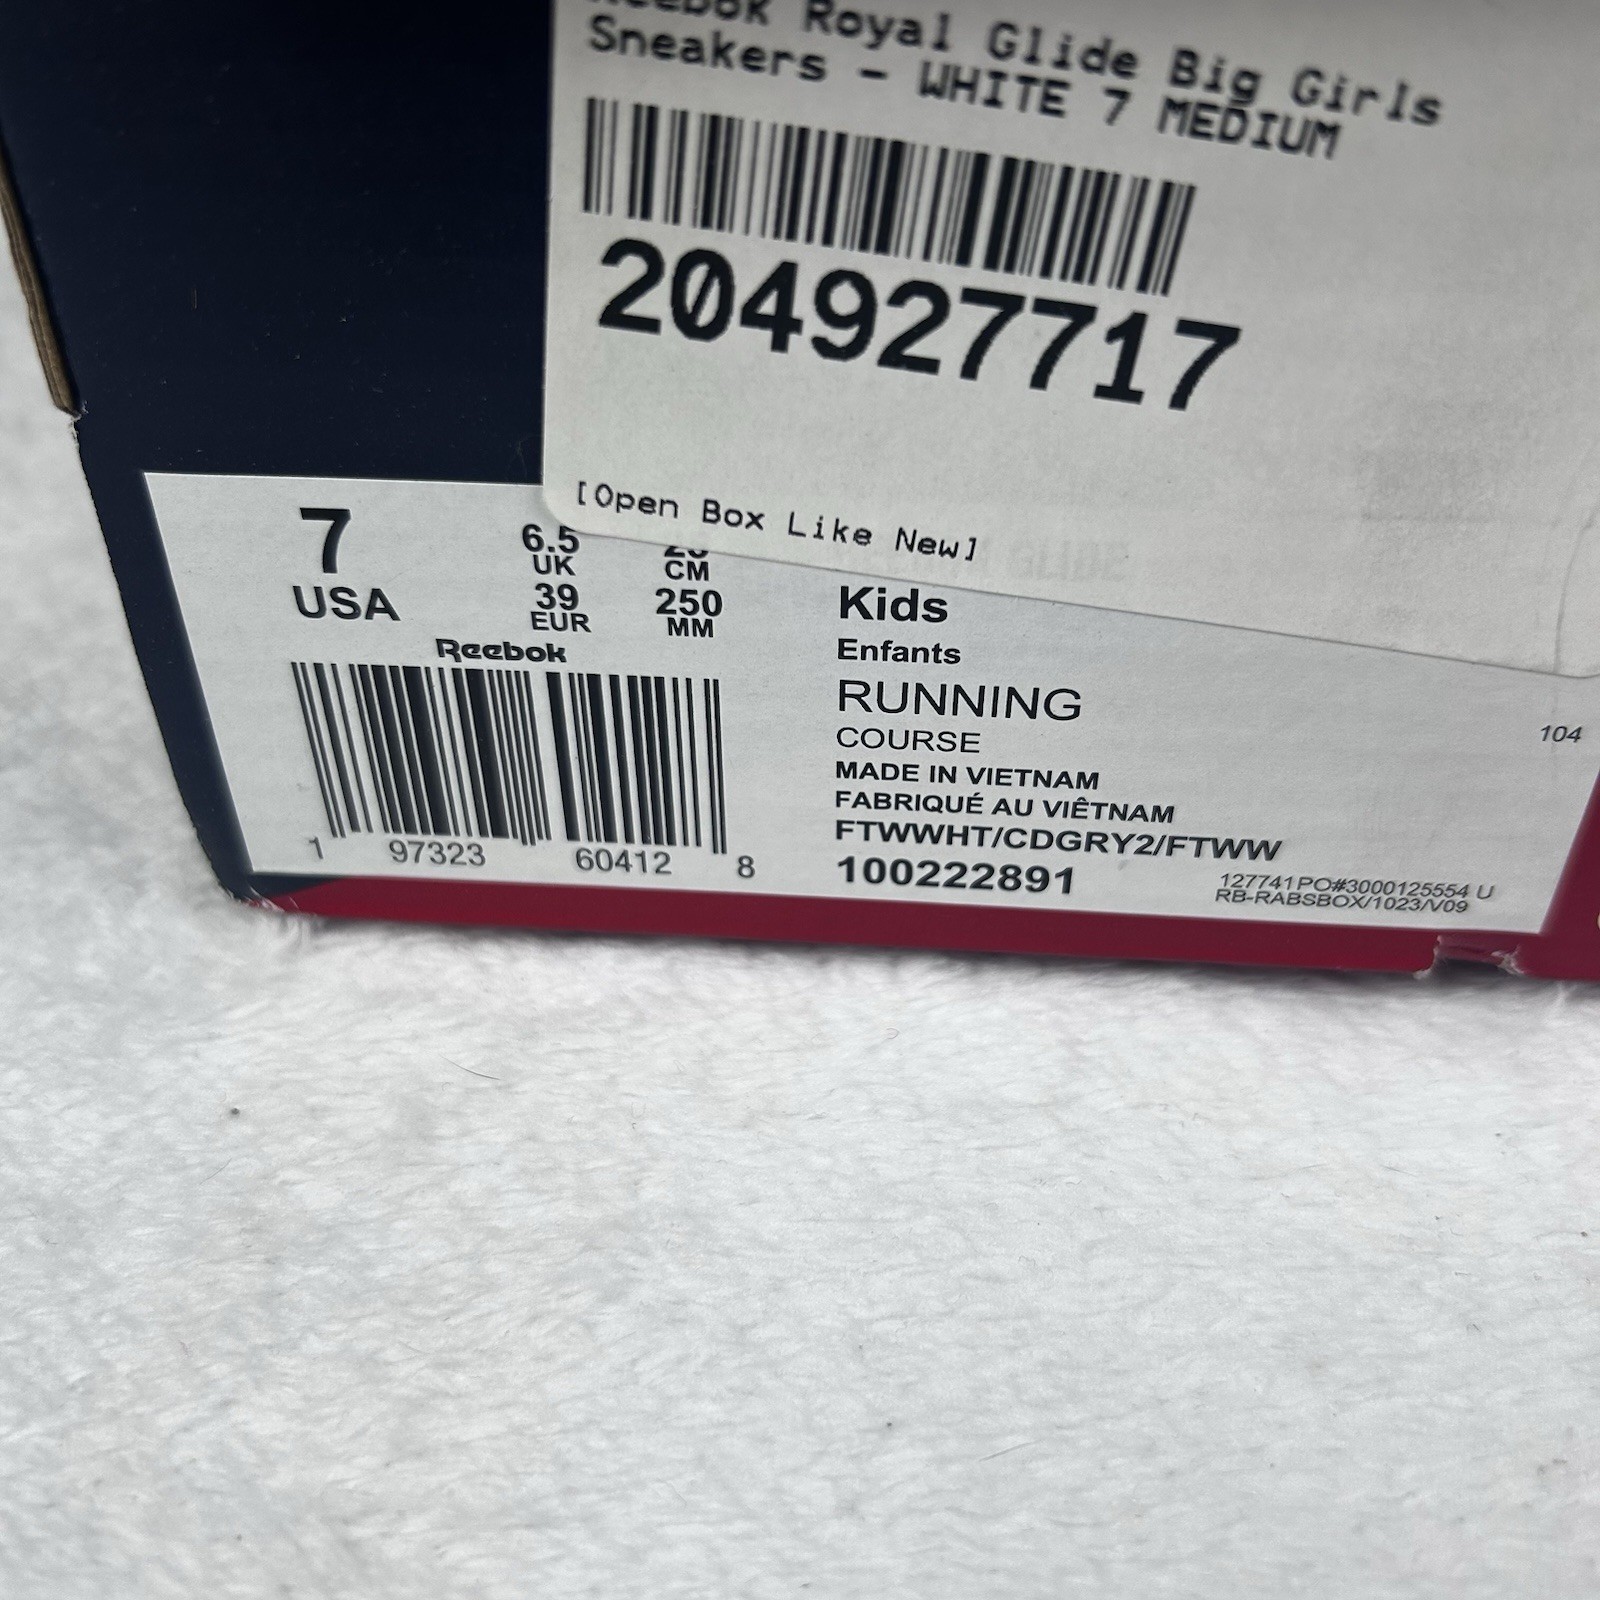 Reebok Royal Glide Big Girls
Sneakers - WHITE 7 MEDIUM
204927717
[Open Box Like New]
7
USA
6.5
UK
39
EUR
CM
250
MM
Reebok
1 97323 60412 8
Kids
Enfants
RUNNING
COURSE
MADE IN VIETNAM
FABRIQUÉ AU VIÊTNAM
FTWWHT/CDGRY2/FTWW
100222891
127741PO#3000125554 U
RB-RABSBOX/1023/V09
104